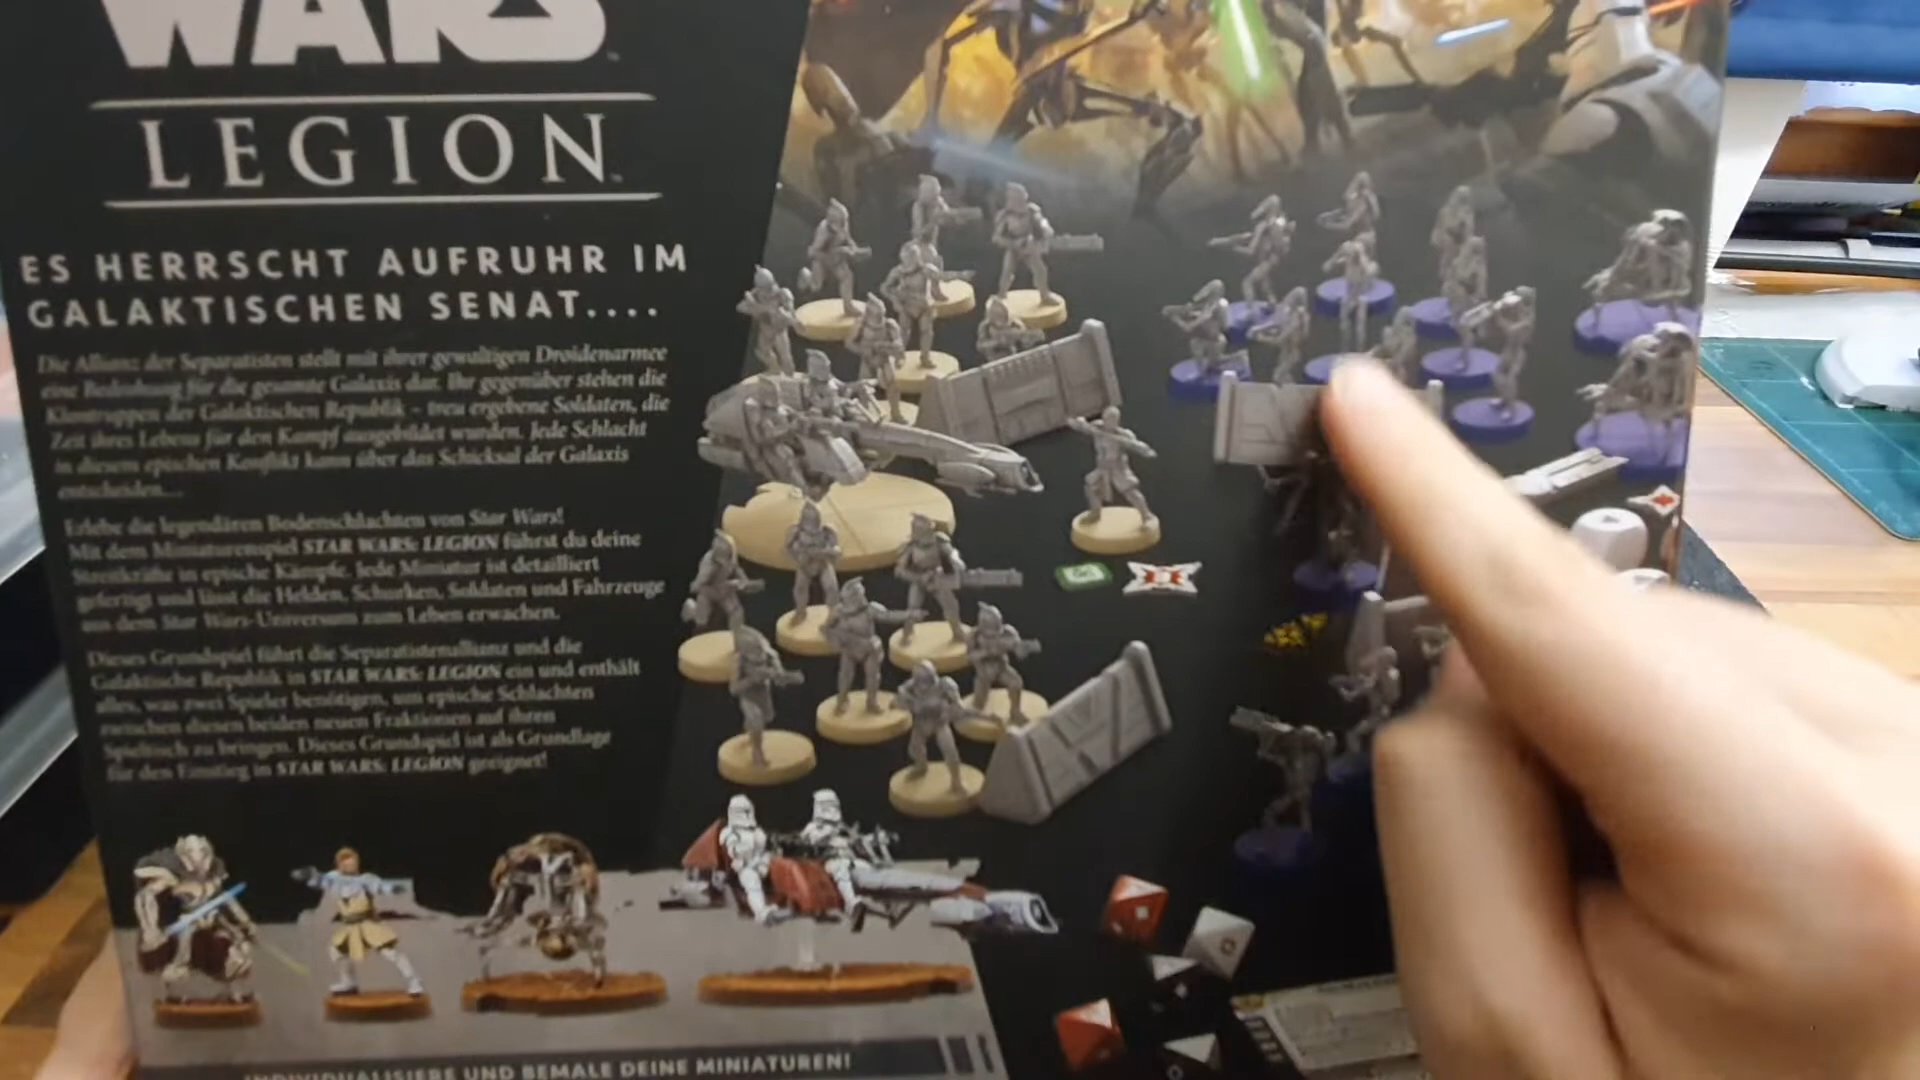 WARS
LEGION
ES HERRSCHT AUFRUHR IM
GALAKTISCHEN SENAT....
Die Allianz der Separatisten stellt mit ihrer gewaltigen Droidenarmee
eine Bedrohung für die gesamte Galaxis dar. Ihr gegenüber stehen die
Klontruppen der Galaktischen Republik – treu ergebene Soldaten, die
Zeit ihres Lebens für den Kampf ausgebildet wurden. Jede Schlacht
in diesem epischen Konflikt kann über das Schicksal der Galaxis
entscheiden...
Erlebe die legendären Bodenschlachten von Star Wars!
Mit dem Miniaturenspiel STAR WARS: LEGION führst du deine
Streitkräfte in epische Kämpfe. Jede Miniatur ist detailliert
gefertigt und lässt die Helden, Schurken, Soldaten und Fahrzeuge
aus dem Star Wars-Universum zum Leben erwachen.
Dieses Grundspiel führt die Separatistenallianz und die
Galaktische Republik in STAR WARS: LEGION ein und enthält
alles, was zwei Spieler benötigen, um epische Schlachten
zwischen diesen beiden neuen Fraktionen auf ihren
Spieltisch zu bringen. Dieses Grundspiel ist als Grundlage
für den Einstieg in STAR WARS: LEGION geeignet!
INDIVIDUALISIERE UND BEMALE DEINE MINIATUREN!